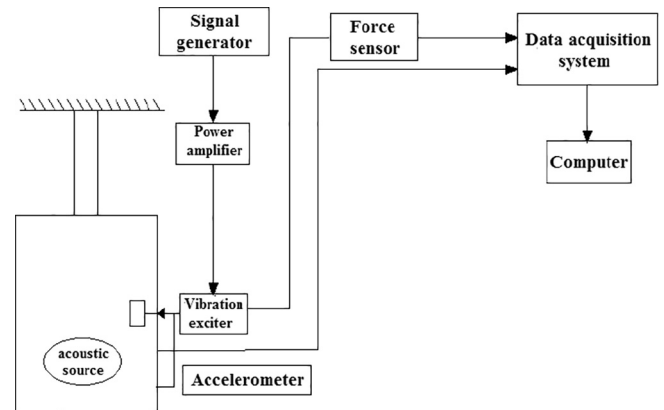 Signal
generator
Force
sensor
Data acquisition
system
Power
amplifier
Computer
Vibration
exciter
acoustic
source
Accelerometer